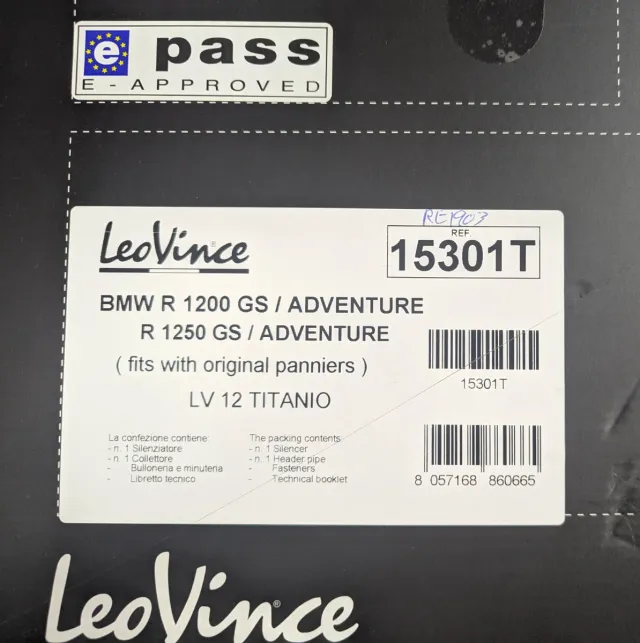 e pass
E-APPROVED
RE1903
LeoVince®
REF.
15301T
BMW R 1200 GS / ADVENTURE
R 1250 GS / ADVENTURE
( fits with original panniers )
LV 12 TITANIO
15301T
La confezione contiene:
- n. 1 Silenziatore
- n. 1 Collettore
- Bulloneria e minuteria
- Libretto tecnico
The packing contents
- n. 1 Silencer
- n. 1 Header pipe
- Fasteners
- Technical booklet
8 057168 860665
LeoVince®